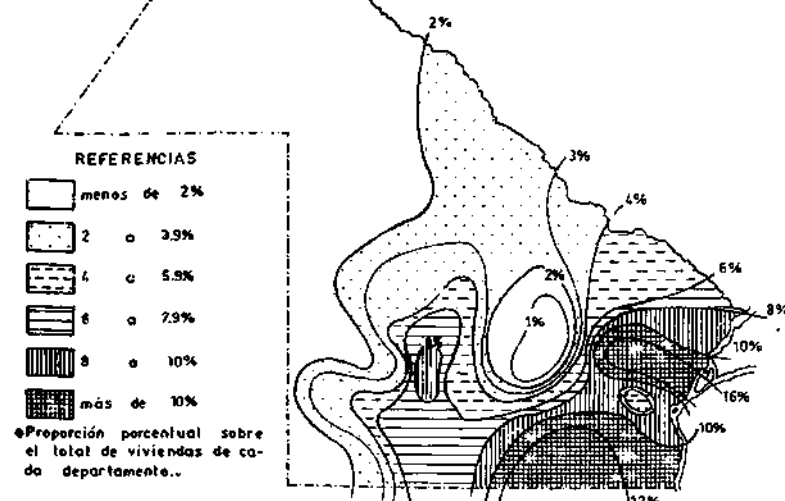 2%
3%
4%
REFERENCIAS
menos de 2%
2 a 3.9%
4 a 5.9%
6 a 7.9%
8 a 10%
más de 10%
Proporción porcentual sobre
el total de viviendas de ca-
da departamento..
2%
1%
6%
8%
10%
16%
10%
12%